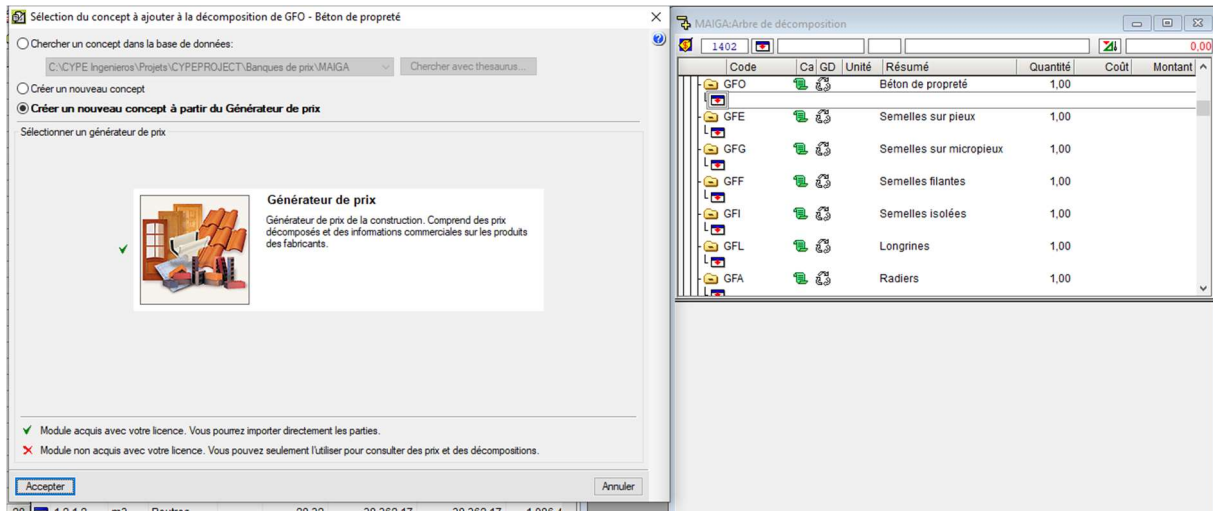 Sélection du concept à ajouter à la décomposition de GFO - Béton de propreté
Chercher un concept dans la base de données:
C:\CYPE Ingenieros\Projets\CYPEPROJECT\Banques de prix\MAIGA
Chercher avec thesaurus...
Créer un nouveau concept
Créer un nouveau concept à partir du Générateur de prix
Sélectionner un générateur de prix
Générateur de prix
Générateur de prix de la construction. Comprend des prix
décomposés et des infomations commerciales sur les produits
des fabricants.
Module acquis avec votre licence. Vous pourrez importer directement les parties.
Module non acquis avec votre licence. Vous pouvez seulement l'utiliser pour consulter des prix et des décompositions.
Accepter
Annuler
MAIGA:Arbre de décomposition
1402 0,00
Code Ca GD Unité Résumé Quantité Coût Montant
GFO Béton de propreté 1,00
GFE Semelles sur pieux 1,00
GFG Semelles sur micropieux 1,00
GFF Semelles filantes 1,00
GFI Semelles isolées 1,00
GFL Longrines 1,00
GFA Radiers 1,00